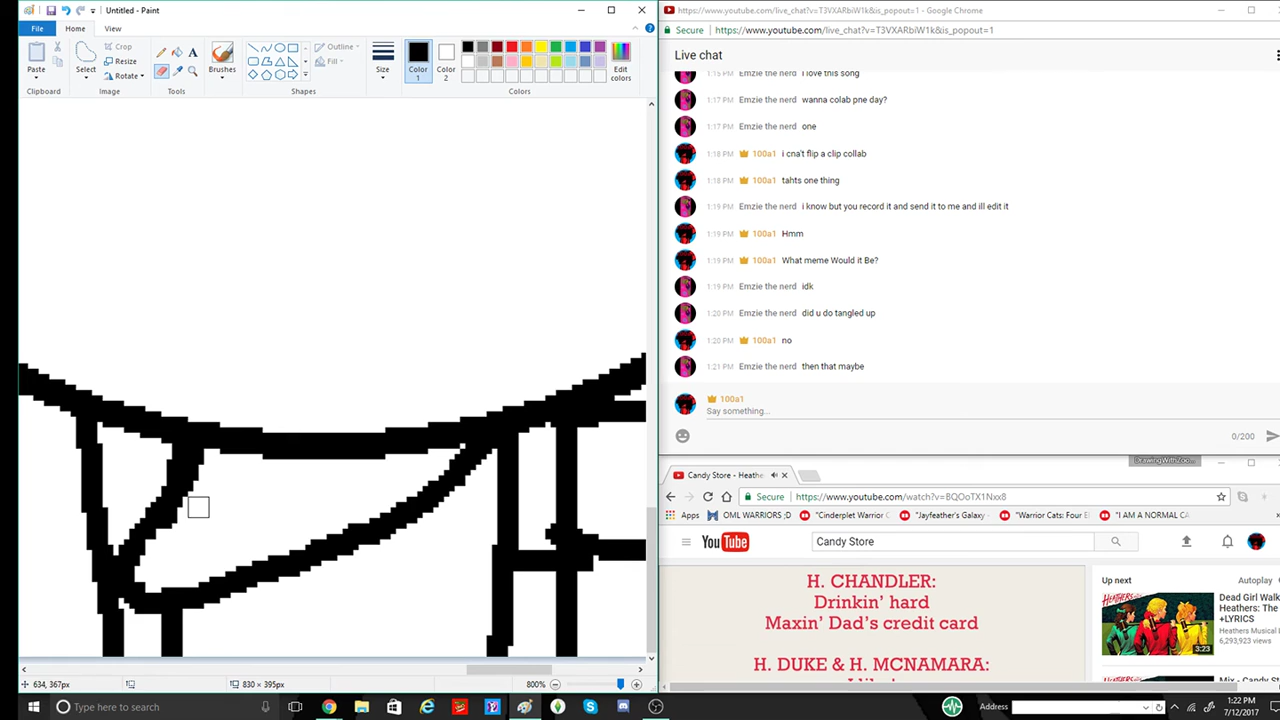 Untitled - Paint
File
Home
View
Paste
Clipboard
Select
Crop
Resize
Rotate
Image
Tools
Brushes
Outline
Fill
Shapes
Size
Color 1
Color 2
Edit colors
Colors
634, 367px
830 × 395px
800%
https://www.youtube.com/live_chat?v=T3VXARbiW1k&is_popout=1 - Google Chrome
Secure
https://www.youtube.com/live_chat?v=T3VXARbiW1k&is_popout=1
Live chat
1:15 PM Emzie the nerd i love this song
1:17 PM Emzie the nerd wanna colab pne day?
1:17 PM Emzie the nerd one
1:18 PM 100a1 i cna't flip a clip collab
1:18 PM 100a1 tahts one thing
1:19 PM Emzie the nerd i know but you record it and send it to me and ill edit it
1:19 PM 100a1 Hmm
1:19 PM 100a1 What meme Would it Be?
1:19 PM Emzie the nerd idk
1:20 PM Emzie the nerd did u do tangled up
1:20 PM 100a1 no
1:21 PM Emzie the nerd then that maybe
100a1
Say something...
0/200
DrawingWithZoo...
Candy Store - Heathe
Secure
https://www.youtube.com/watch?v=BQOoTX1Nxx8
Apps
OML WARRIORS ;D
"Cinderplet Warrior C
"Jayfeather's Galaxy -
"Warrior Cats: Four E
"I AM A NORMAL CA
YouTube
Candy Store
H. CHANDLER:
Drinkin' hard
Maxin' Dad's credit card
H. DUKE & H. MCNAMARA:
Up next
Autoplay
Dead Girl Walk
Heathers: The
+LYRICS
Heathers Musical L
6,293,923 views
3:23
Mix - Candy S
Type here to search
Address
1:22 PM
7/12/2017